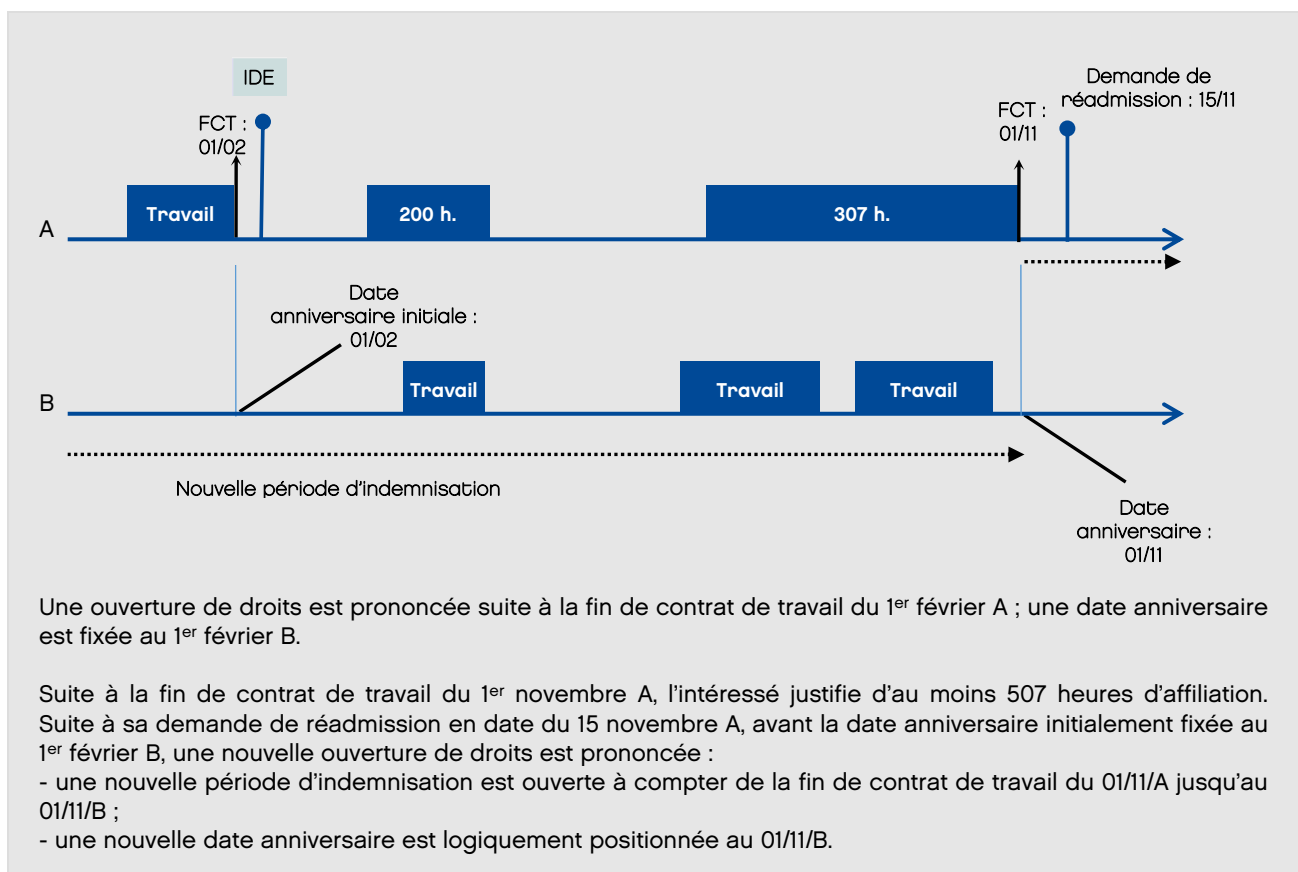 IDE
Demande de
réadmission : 15/11
FCT :
01/02
FCT :
01/11
Travail
200 h.
307 h.
A
Date
anniversaire initiale :
01/02
Travail
Travail
Travail
B
Nouvelle période d'indemnisation
Date
anniversaire :
01/11
Une ouverture de droits est prononcée suite à la fin de contrat de travail du 1er février A ; une date anniversaire
est fixée au 1er février B.
Suite à la fin de contrat de travail du 1er novembre A, l'intéressé justifie d'au moins 507 heures d'affiliation.
Suite à sa demande de réadmission en date du 15 novembre A, avant la date anniversaire initialement fixée au
1er février B, une nouvelle ouverture de droits est prononcée :
- une nouvelle période d'indemnisation est ouverte à compter de la fin de contrat de travail du 01/11/A jusqu'au
01/11/B ;
- une nouvelle date anniversaire est logiquement positionnée au 01/11/B.